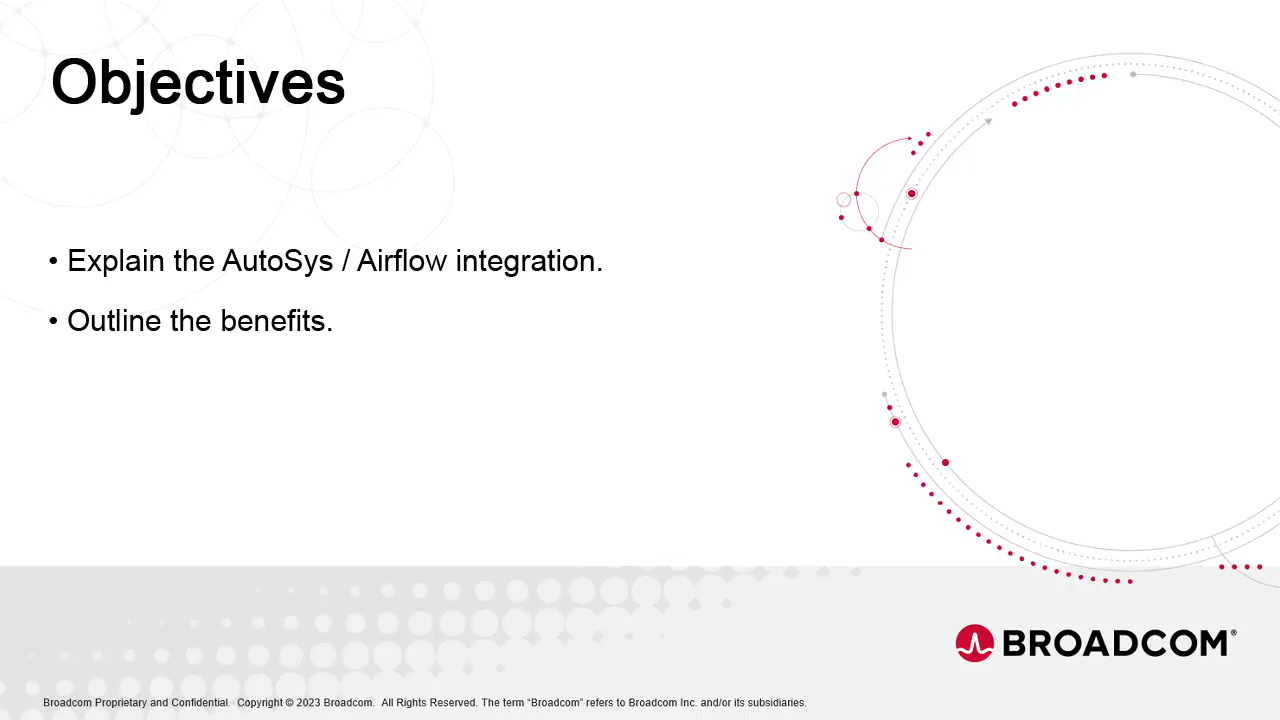 Objectives
• Explain the AutoSys / Airflow integration.
• Outline the benefits.
BROADCOM®
Broadcom Proprietary and Confidential. Copyright © 2023 Broadcom. All Rights Reserved. The term “Broadcom” refers to Broadcom Inc. and/or its subsidiaries.